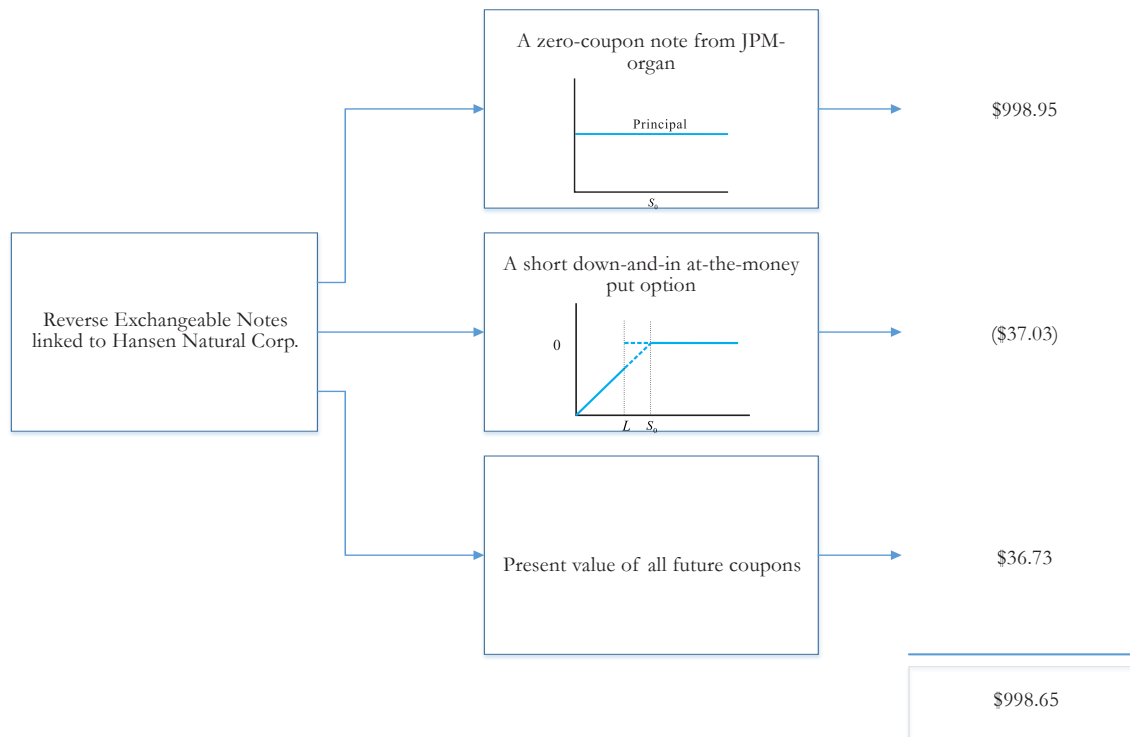 A zero-coupon note from JPM-
organ
Principal
S₀
$998.95
Reverse Exchangeable Notes
linked to Hansen Natural Corp.
A short down-and-in at-the-money
put option
0
L S₀
($37.03)
Present value of all future coupons
$36.73
$998.65